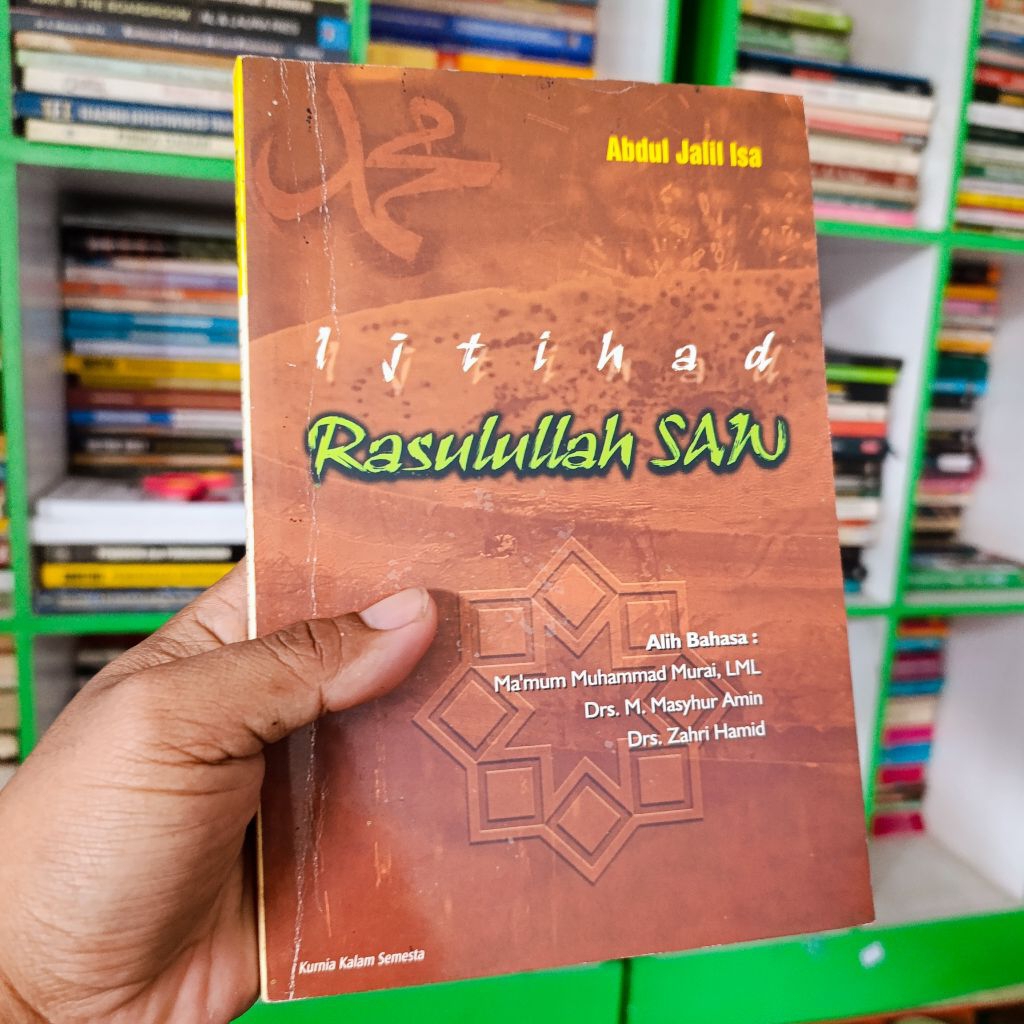 محمد
Abdul Jalil Isa
Ijtihad
Rasulullah SAW
Alih Bahasa :
Ma'mum Muhammad Murai, LML
Drs. M. Masyhur Amin
Drs. Zahri Hamid
Kurnia Kalam Semesta